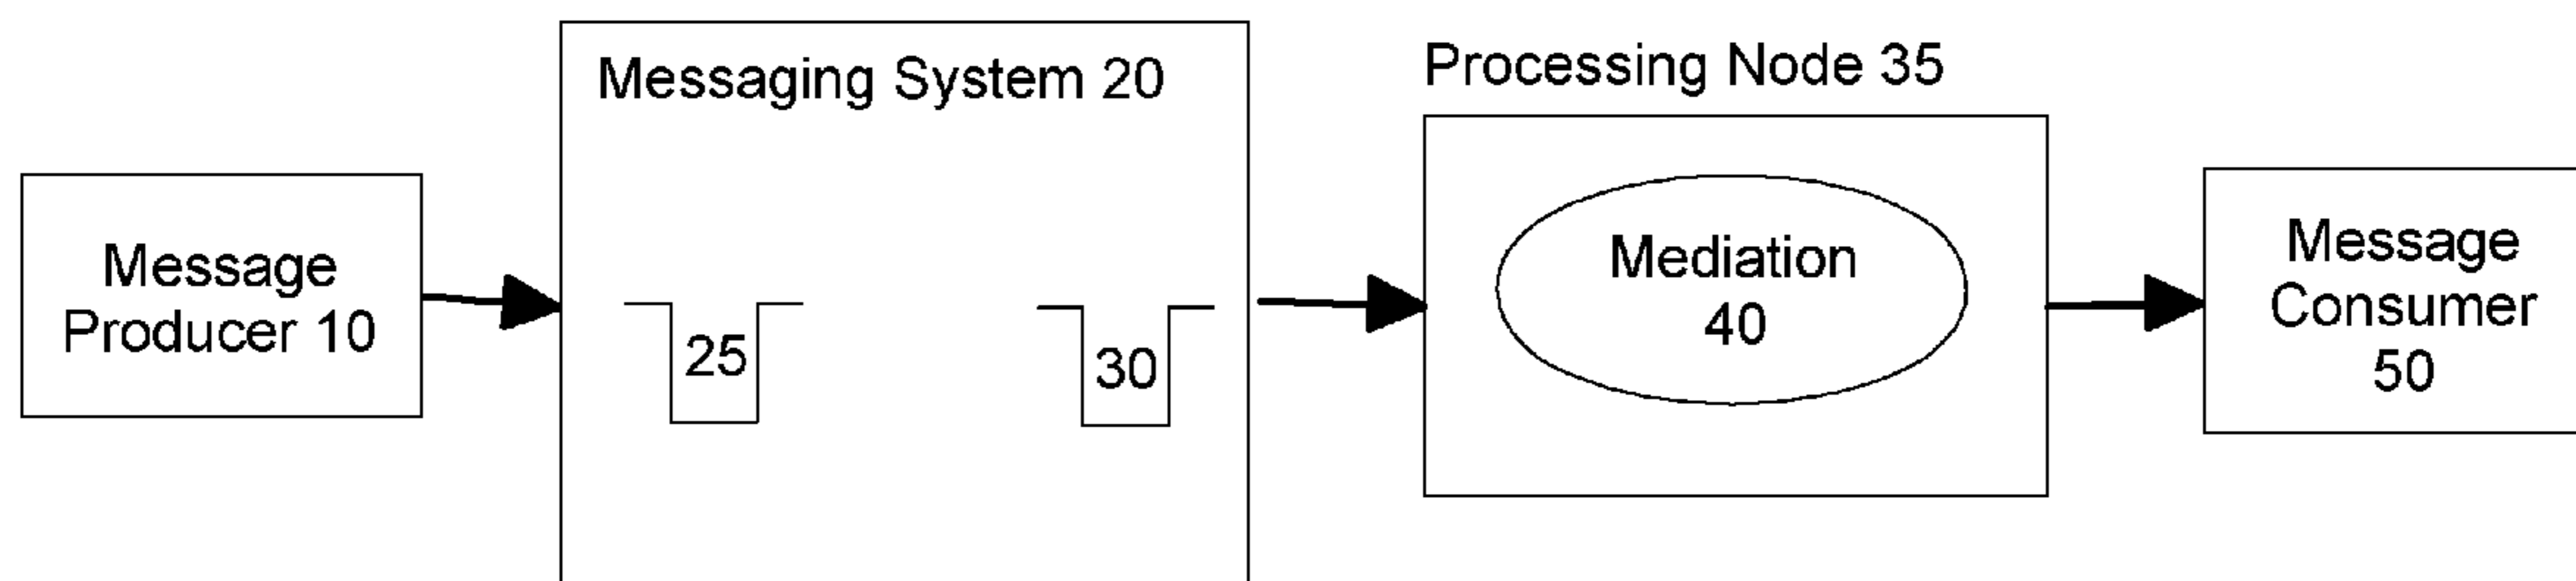 Messaging System 20
Processing Node 35
Message
Producer 10
25
30
Mediation
40
Message
Consumer
50